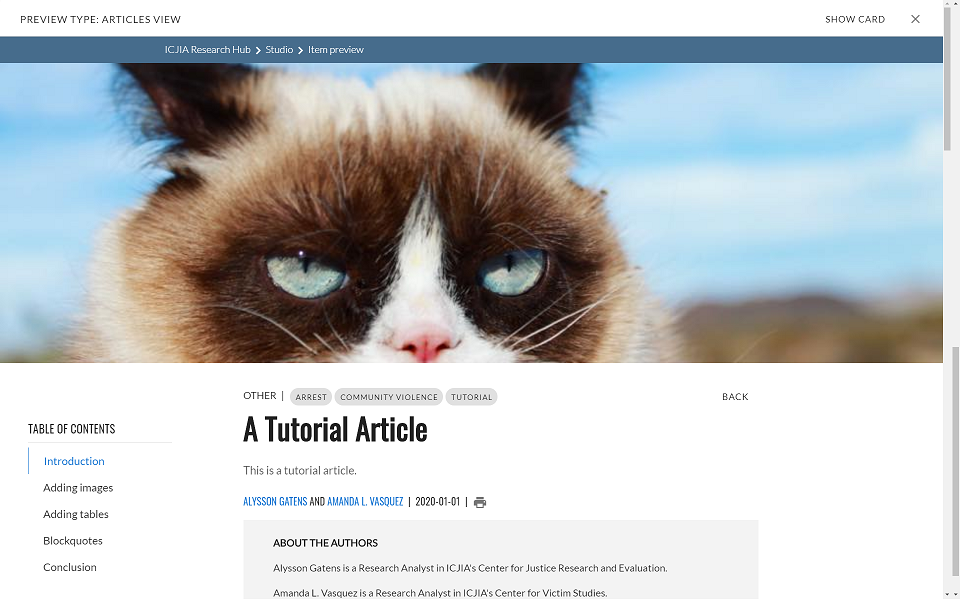 PREVIEW TYPE: ARTICLES VIEW
SHOW CARD
ICJIA Research Hub > Studio > Item preview
OTHER | ARREST COMMUNITY VIOLENCE TUTORIAL
BACK
A Tutorial Article
This is a tutorial article.
ALYSSON GATENS AND AMANDA L. VASQUEZ | 2020-01-01 |
TABLE OF CONTENTS
Introduction
Adding images
Adding tables
Blockquotes
Conclusion
ABOUT THE AUTHORS
Alysson Gatens is a Research Analyst in ICJIA's Center for Justice Research and Evaluation.
Amanda L. Vasquez is a Research Analyst in ICJIA's Center for Victim Studies.